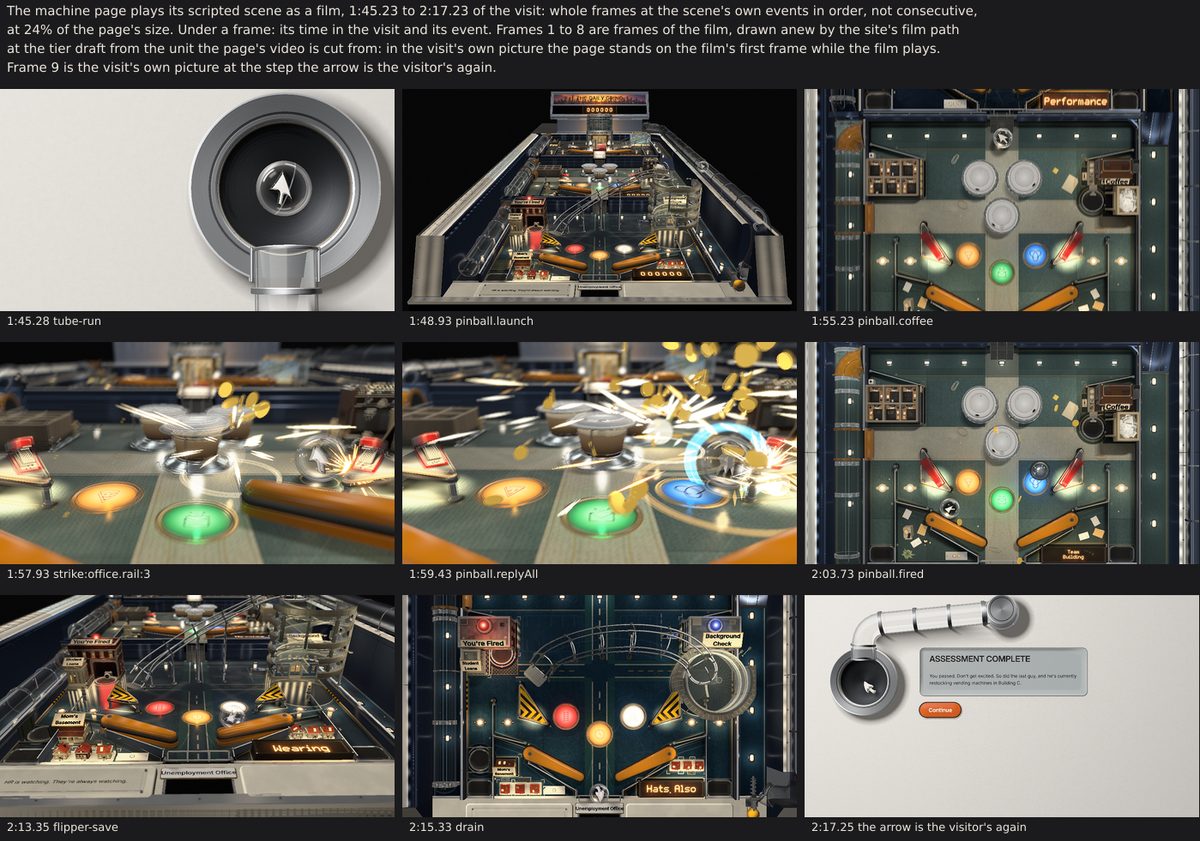 The machine page plays its scripted scene as a film, 1:45.23 to 2:17.23 of the visit: whole frames at the scene's own events in order, not consecutive,
at 24% of the page's size. Under a frame: its time in the visit and its event. Frames 1 to 8 are frames of the film, drawn anew by the site's film path
at the tier draft from the unit the page's video is cut from: in the visit's own picture the page stands on the film's first frame while the film plays.
Frame 9 is the visit's own picture at the step the arrow is the visitor's again.
000000
000000
Unemployment Office
Performance
Coffee
1:45.28 tube-run
1:48.93 pinball.launch
1:55.23 pinball.coffee
Coffee
Team
Building
1:57.93 strike:office.rail:3
1:59.43 pinball.replyAll
2:03.73 pinball.fired
You're Fired
Student
Loans
Mom's
Basement
Wearing
HR is watching. They're always watching.
Unemployment Office
You're Fired
Student
Loans
Background
Check
Mom's
Basement
Hats, Also
Unemployment Office
ASSESSMENT COMPLETE
You passed. Don't get excited. So did the last guy, and he's currently
restocking vending machines in Building C.
Continue
2:13.35 flipper-save
2:15.33 drain
2:17.25 the arrow is the visitor's again